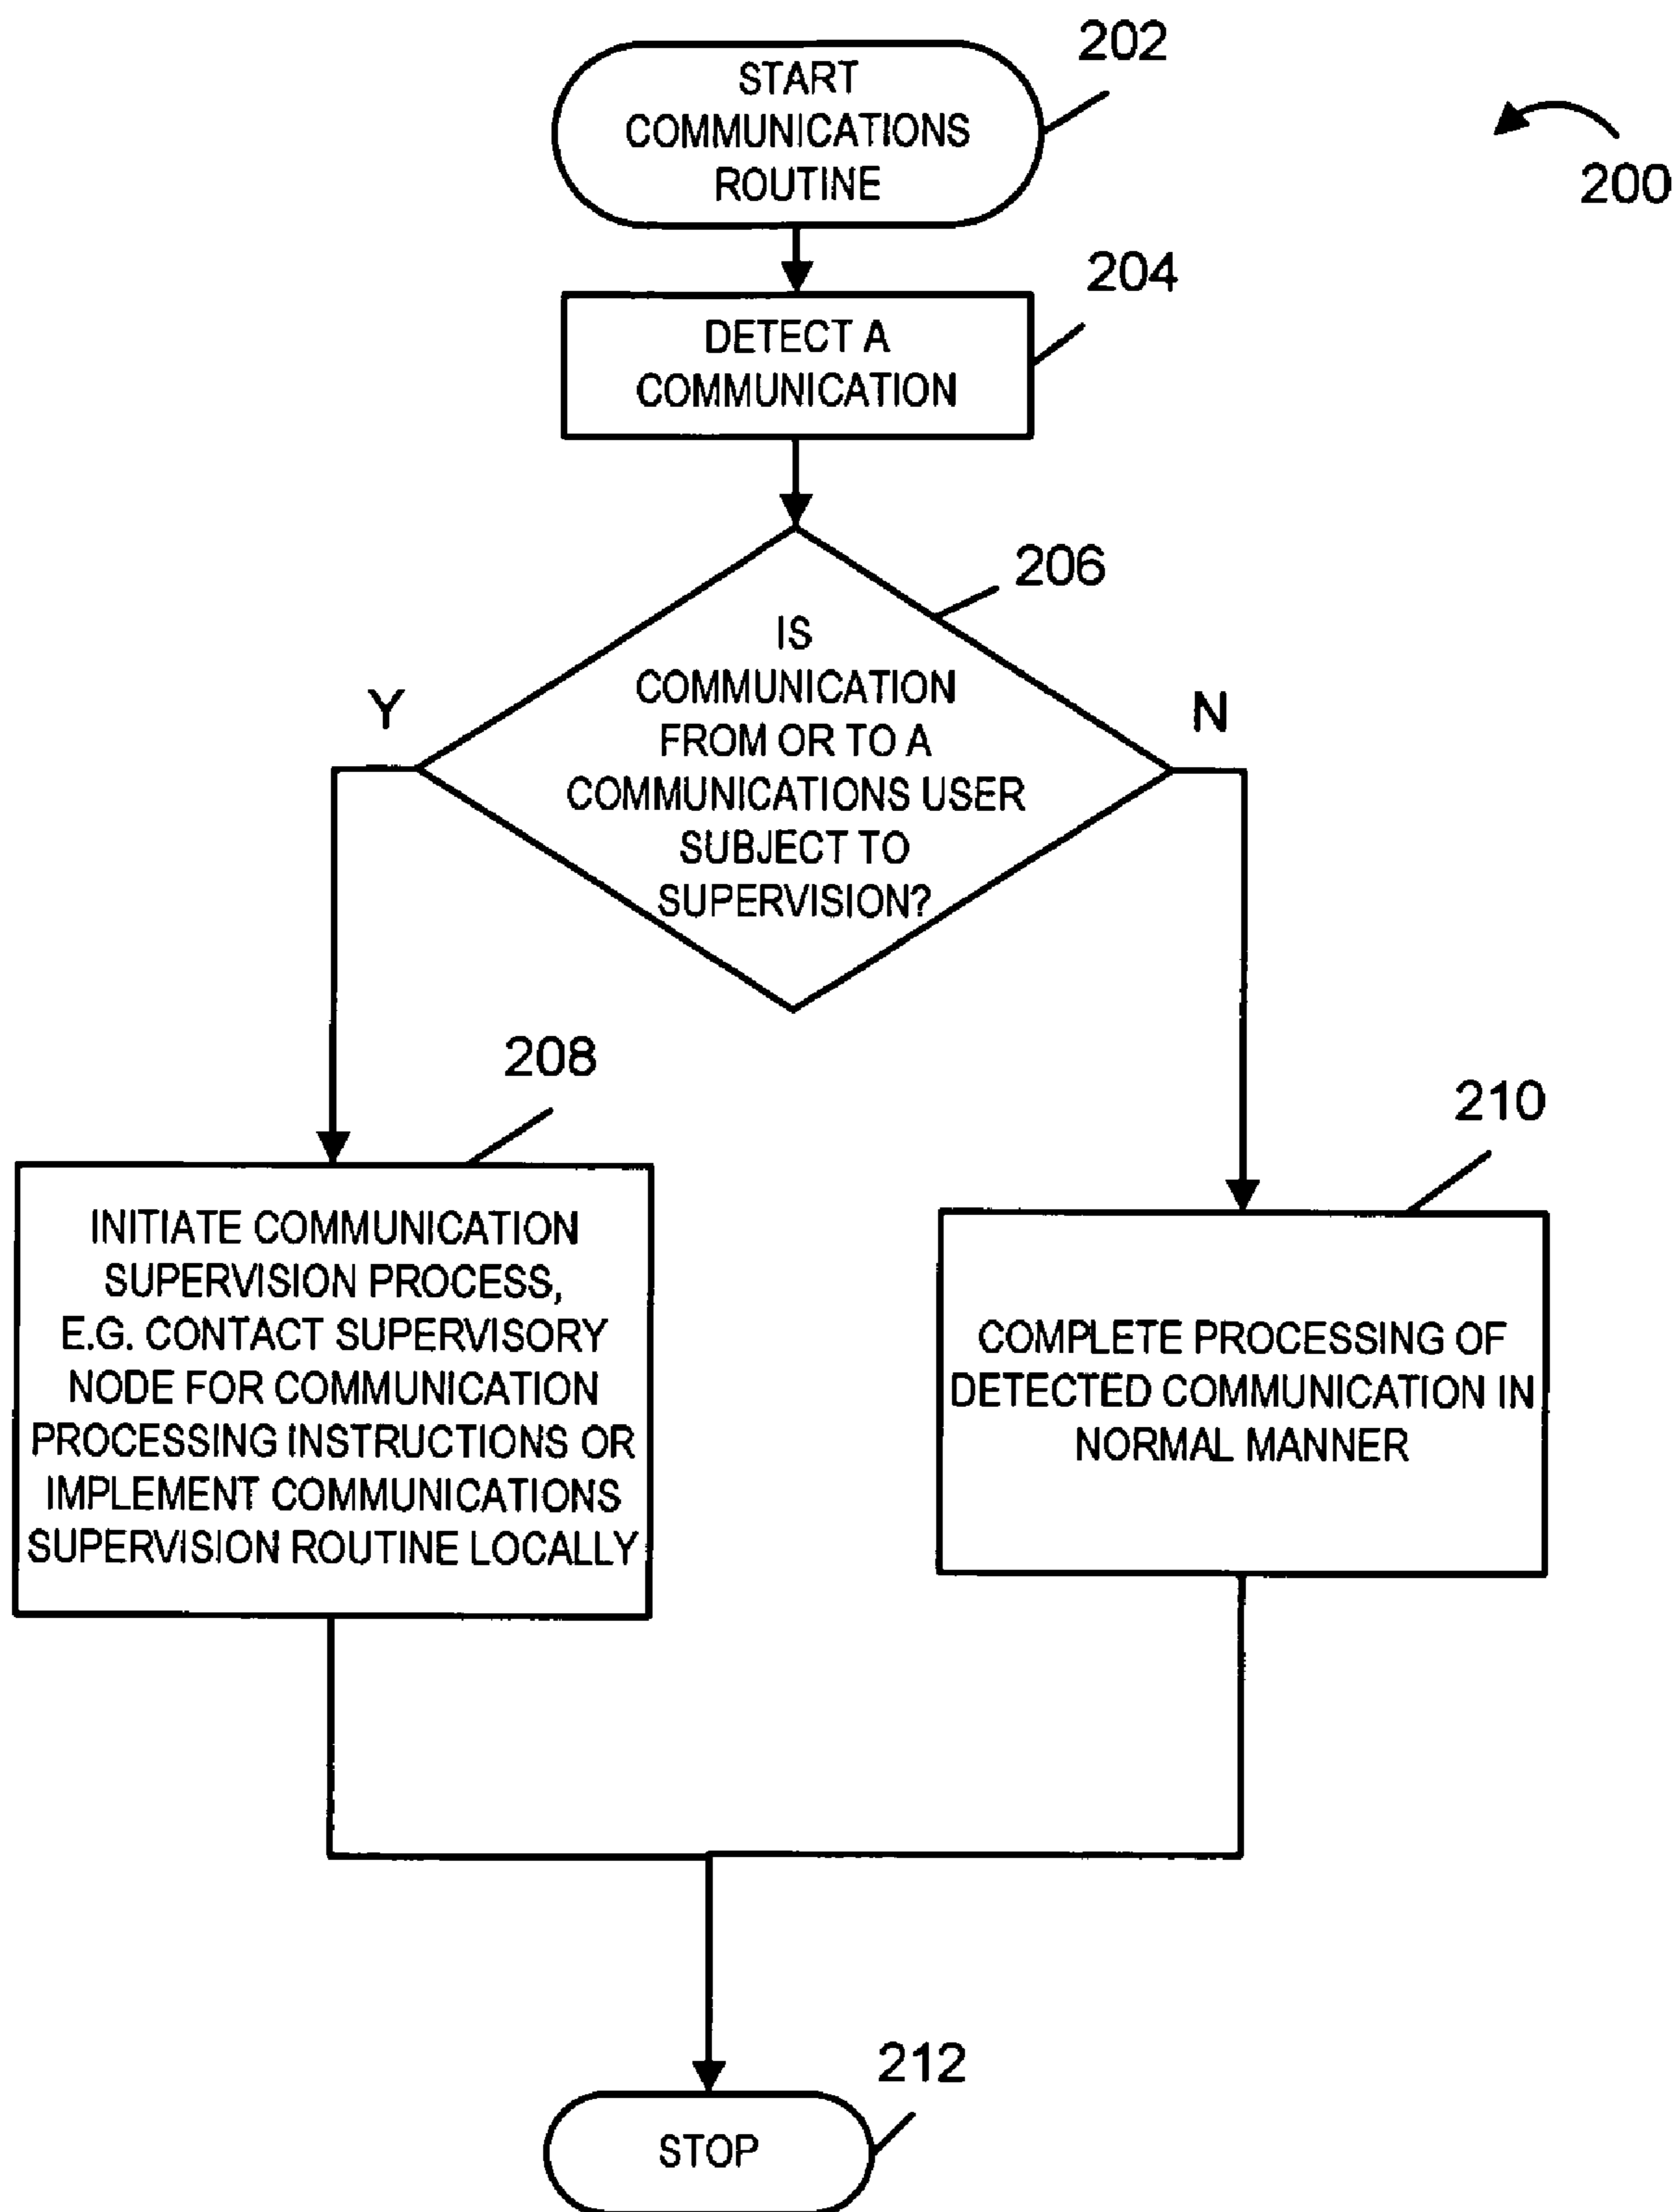 202
START
COMMUNICATIONS
ROUTINE
200
204
DETECT A
COMMUNICATION
206
IS
COMMUNICATION
FROM OR TO A
COMMUNICATIONS USER
SUBJECT TO
SUPERVISION?
Y
N
208
INITIATE COMMUNICATION
SUPERVISION PROCESS,
E.G. CONTACT SUPERVISORY
NODE FOR COMMUNICATION
PROCESSING INSTRUCTIONS OR
IMPLEMENT COMMUNICATIONS
SUPERVISION ROUTINE LOCALLY
210
COMPLETE PROCESSING OF
DETECTED COMMUNICATION IN
NORMAL MANNER
212
STOP